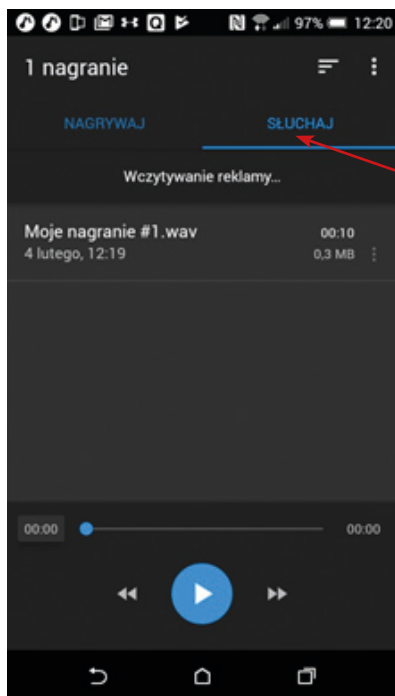 97% 12:20
1 nagranie
NAGRYWAJ SŁUCHAJ
Wczytywanie reklamy...
Moje nagranie #1.wav 00:10
4 lutego, 12:19 0,3 MB
00:00 00:00